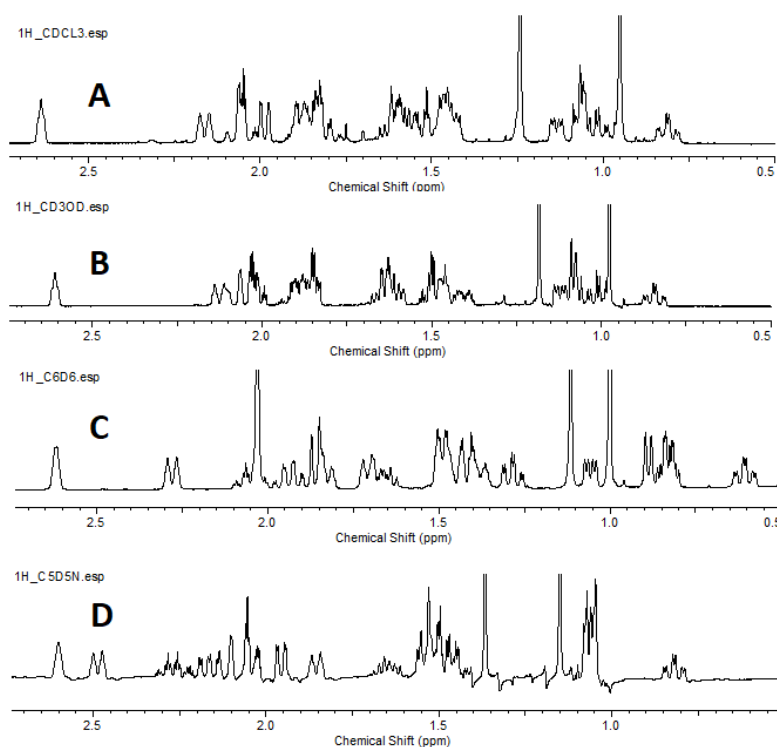 1H_CDCL3.esp
A
2.5 2.0 1.5 1.0 0.5
Chemical Shift (ppm)
1H_CD3OD.esp
B
2.5 2.0 1.5 1.0 0.5
Chemical Shift (ppm)
1H_C6D6.esp
C
2.5 2.0 1.5 1.0 0.5
Chemical Shift (ppm)
1H_C5D5N.esp
D
2.5 2.0 1.5 1.0
Chemical Shift (ppm)